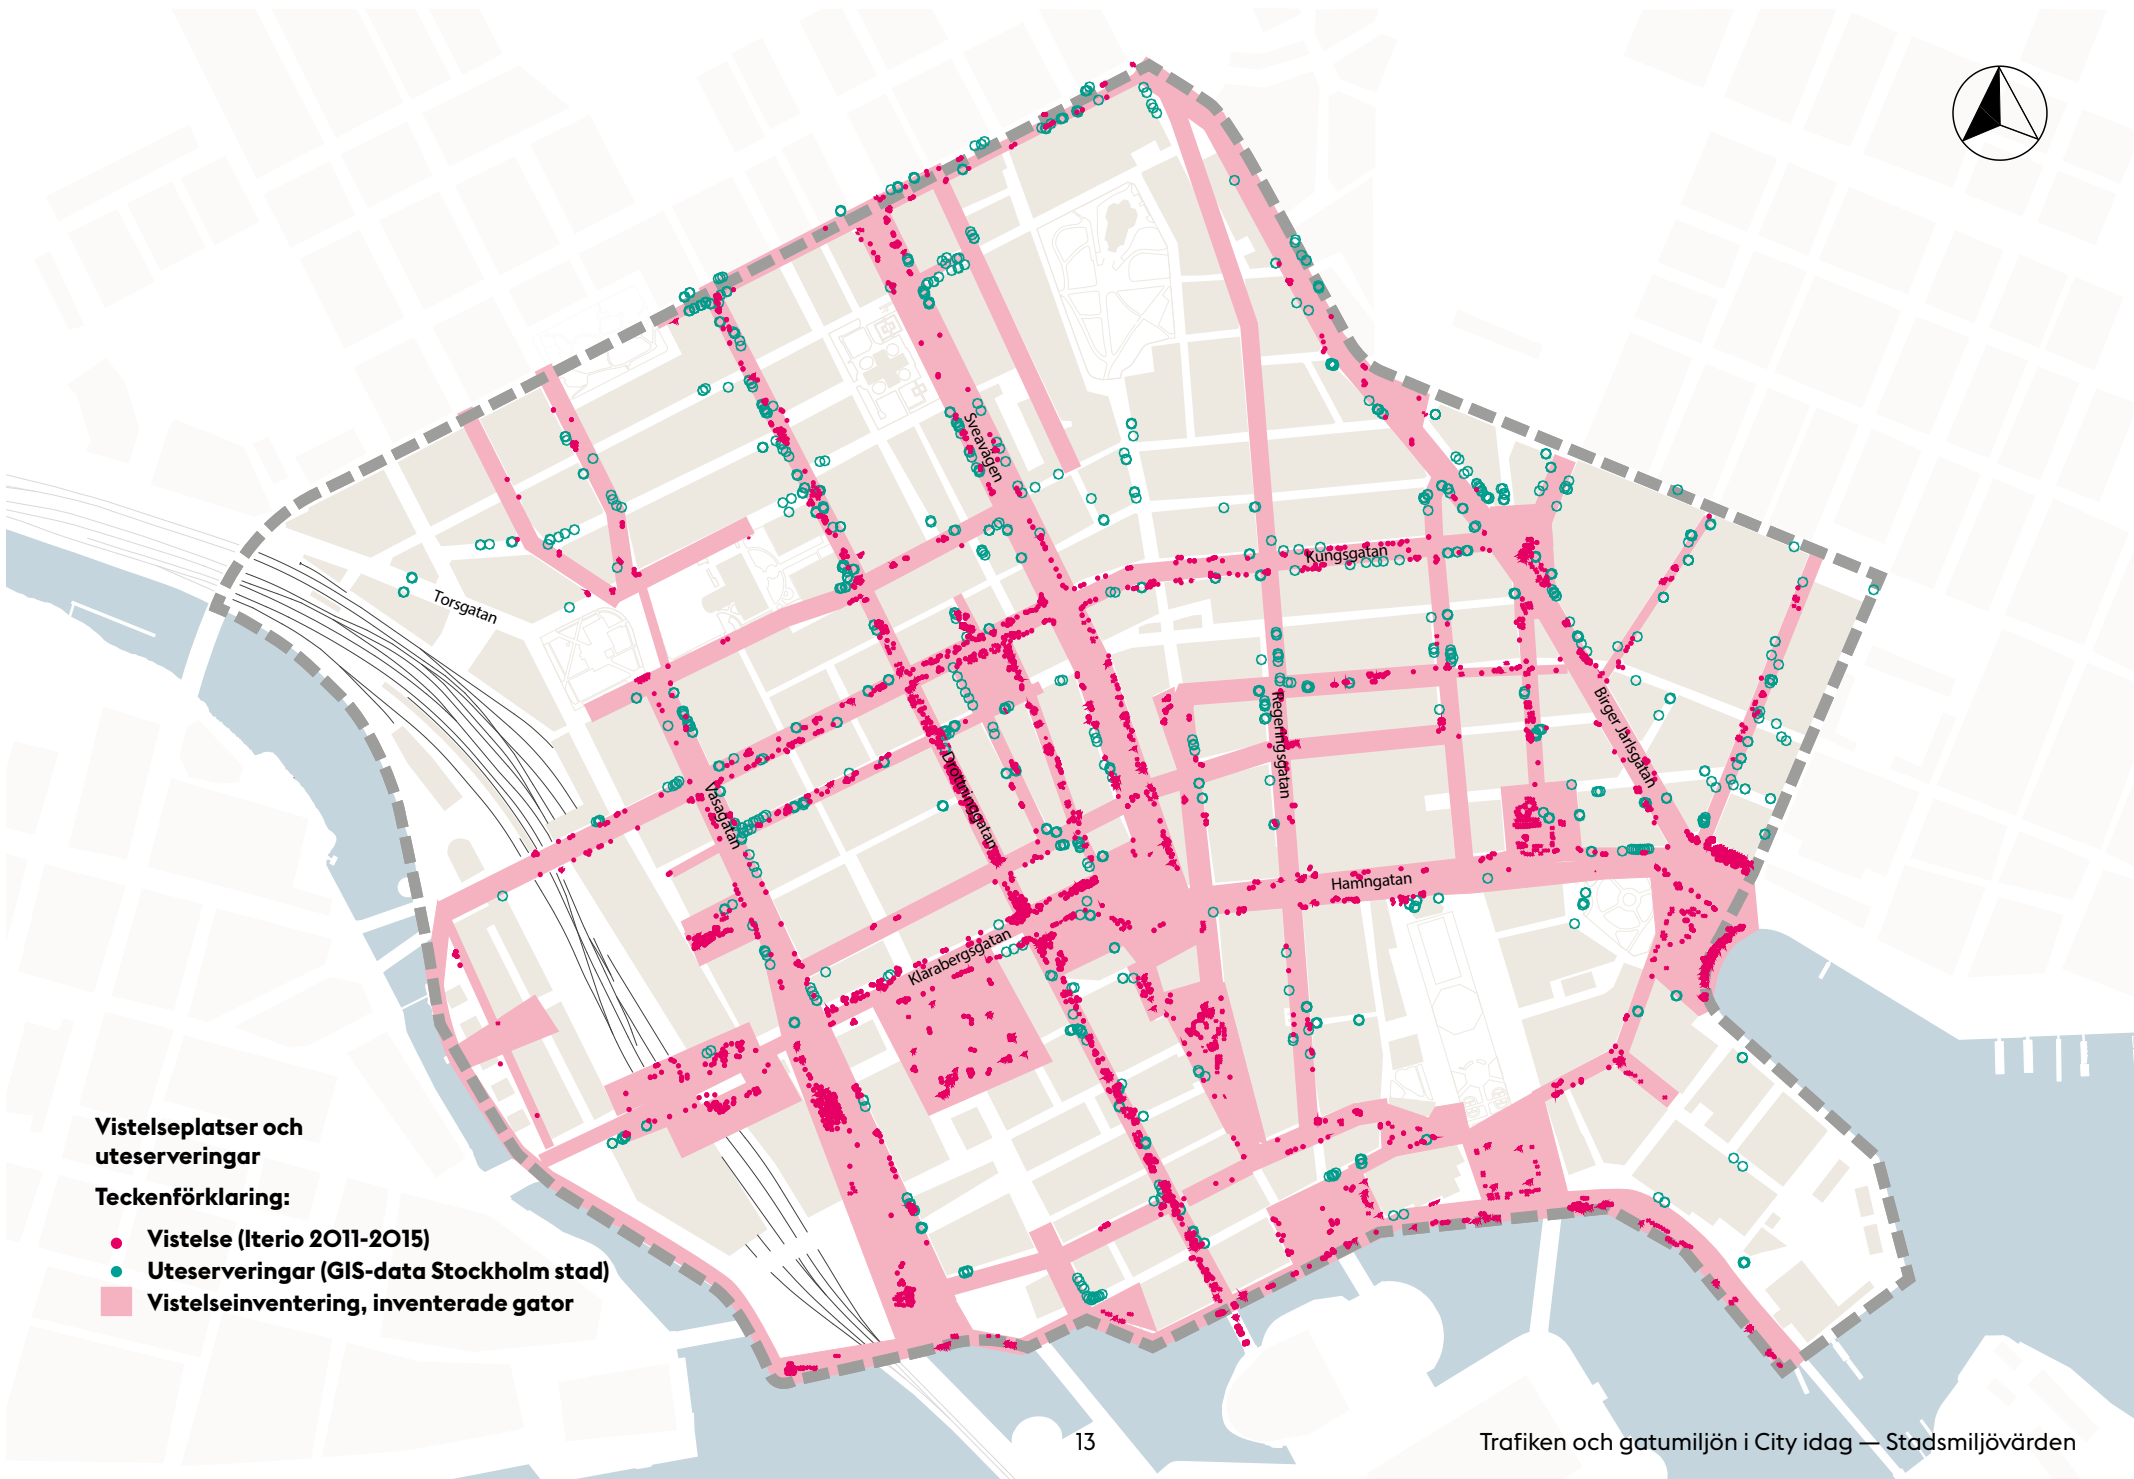 Sveavägen
Kungsgatan
Torsgatan
Birger Jarlsgatan
Regeringsgatan
Drottninggatan
Vasagatan
Hamngatan
Klarabergsgatan
Vistelseplatser och
uteserveringar
Teckenförklaring:
Vistelse (Iterio 2011-2015)
Uteserveringar (GIS-data Stockholm stad)
Vistelseinventering, inventerade gator
13
Trafiken och gatumiljön i City idag — Stadsmiljövärden